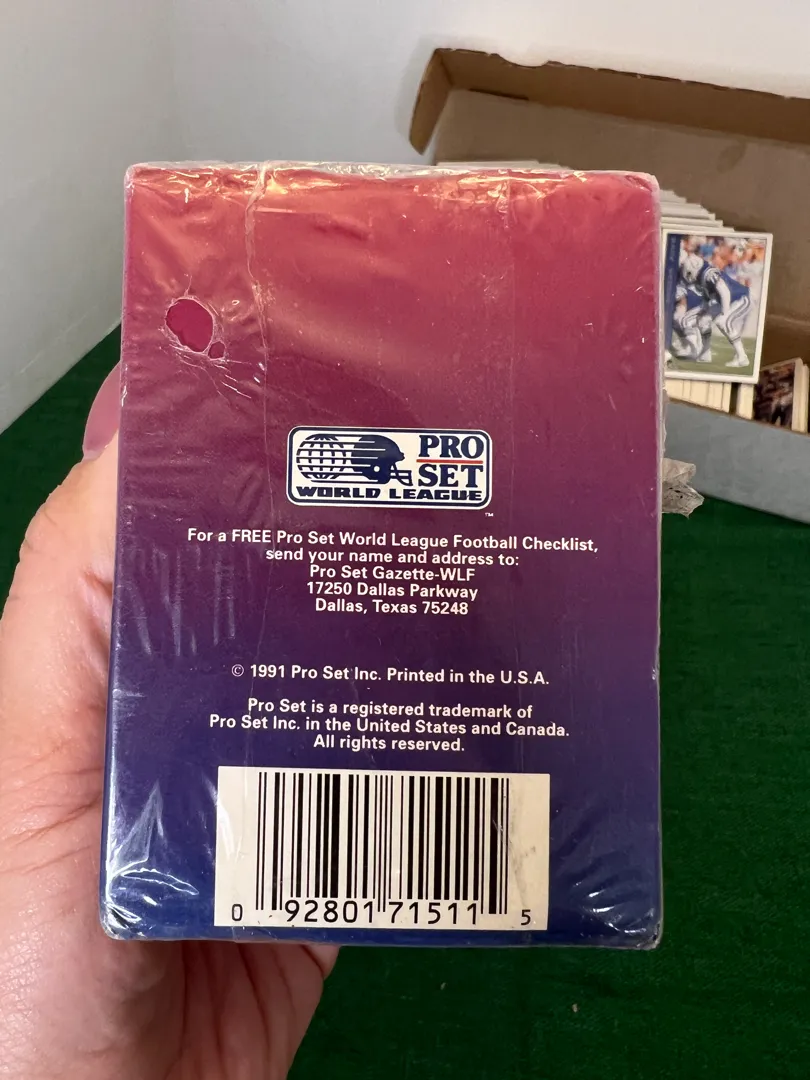 PRO
SET
WORLD LEAGUE
™
For a FREE Pro Set World League Football Checklist,
send your name and address to:
Pro Set Gazette-WLF
17250 Dallas Parkway
Dallas, Texas 75248
© 1991 Pro Set Inc. Printed in the U.S.A.
Pro Set is a registered trademark of
Pro Set Inc. in the United States and Canada.
All rights reserved.
0 92801 71511 5